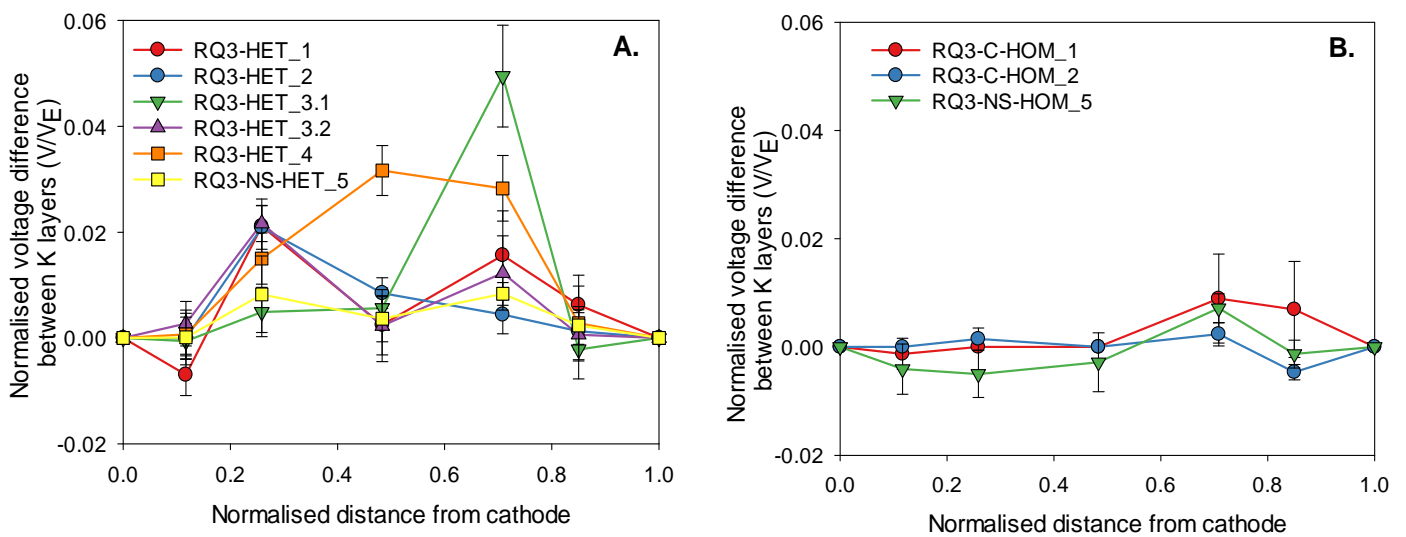 Normalised voltage difference
between K layers (V/VE)
0.06
0.04
0.02
0.00
-0.02
RQ3-HET_1
RQ3-HET_2
RQ3-HET_3.1
RQ3-HET_3.2
RQ3-HET_4
RQ3-NS-HET_5
A.
0.0 0.2 0.4 0.6 0.8 1.0
Normalised distance from cathode
Normalised voltage difference
between K layers (V/VE)
0.06
0.04
0.02
0.00
-0.02
RQ3-C-HOM_1
RQ3-C-HOM_2
RQ3-NS-HOM_5
B.
0.0 0.2 0.4 0.6 0.8 1.0
Normalised distance from cathode